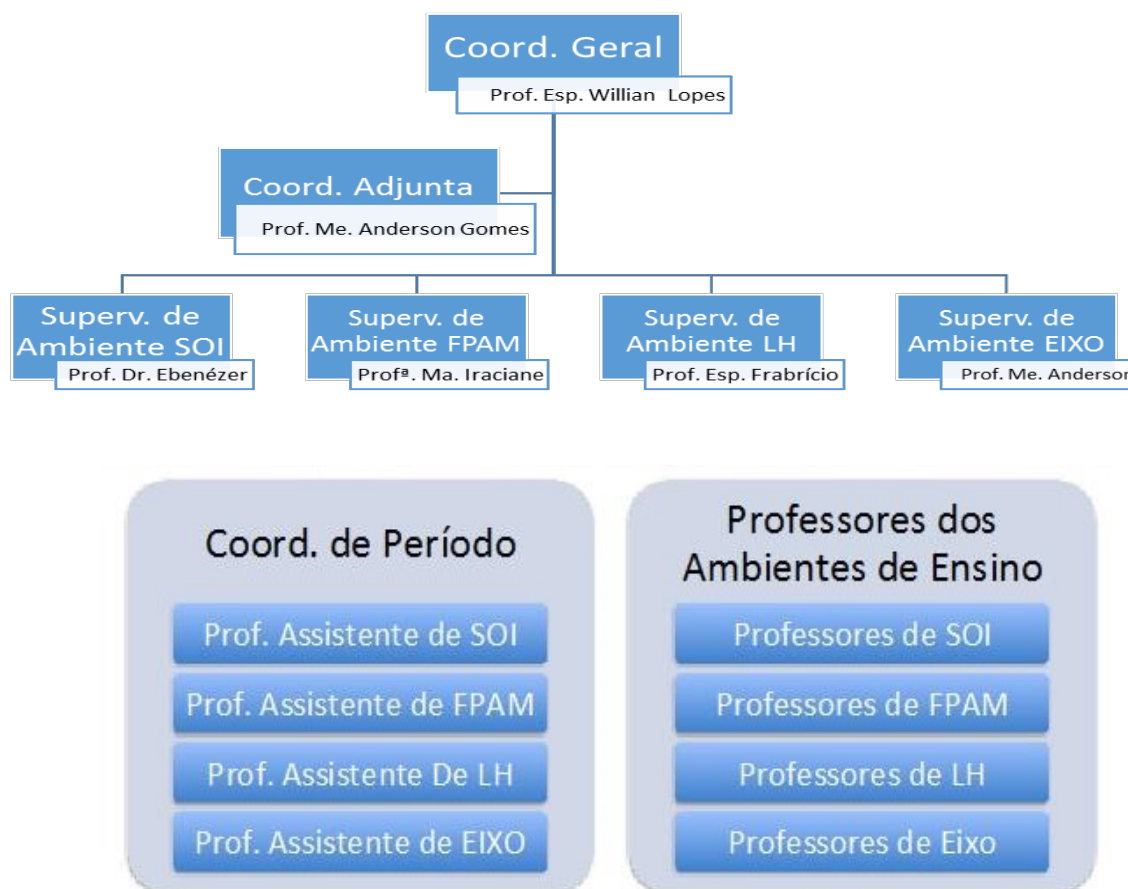 Coord. Geral
Prof. Esp. Willian Lopes
Coord. Adjunta
Prof. Me. Anderson Gomes
Superv. de
Ambiente SOI
Prof. Dr. Ebenézer
Superv. de
Ambiente FPAM
Profª. Ma. Iraciane
Superv. de
Ambiente LH
Prof. Esp. Frabrício
Superv. de
Ambiente EIXO
Prof. Me. Anderson
Coord. de Período
Prof. Assistente de SOI
Prof. Assistente de FPAM
Prof. Assistente De LH
Prof. Assistente de EIXO
Professores dos
Ambientes de Ensino
Professores de SOI
Professores de FPAM
Professores de LH
Professores de Eixo